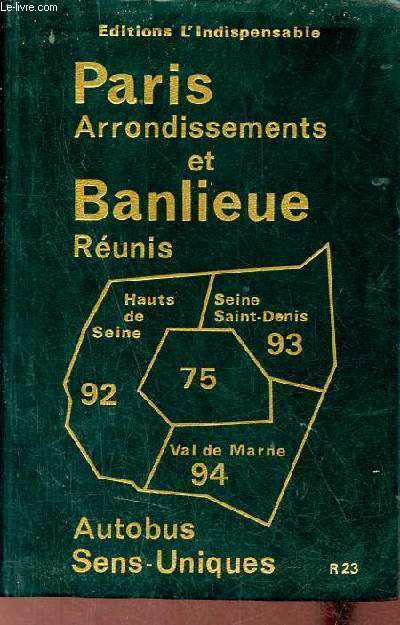 Le-livre.com
Editions L'Indispensable
Paris
Arrondissements
et
Banlieue
Réunis
Hauts
de
Seine
92
Seine
Saint-Denis
93
75
Val de Marne
94
Autobus
Sens-Uniques
R23